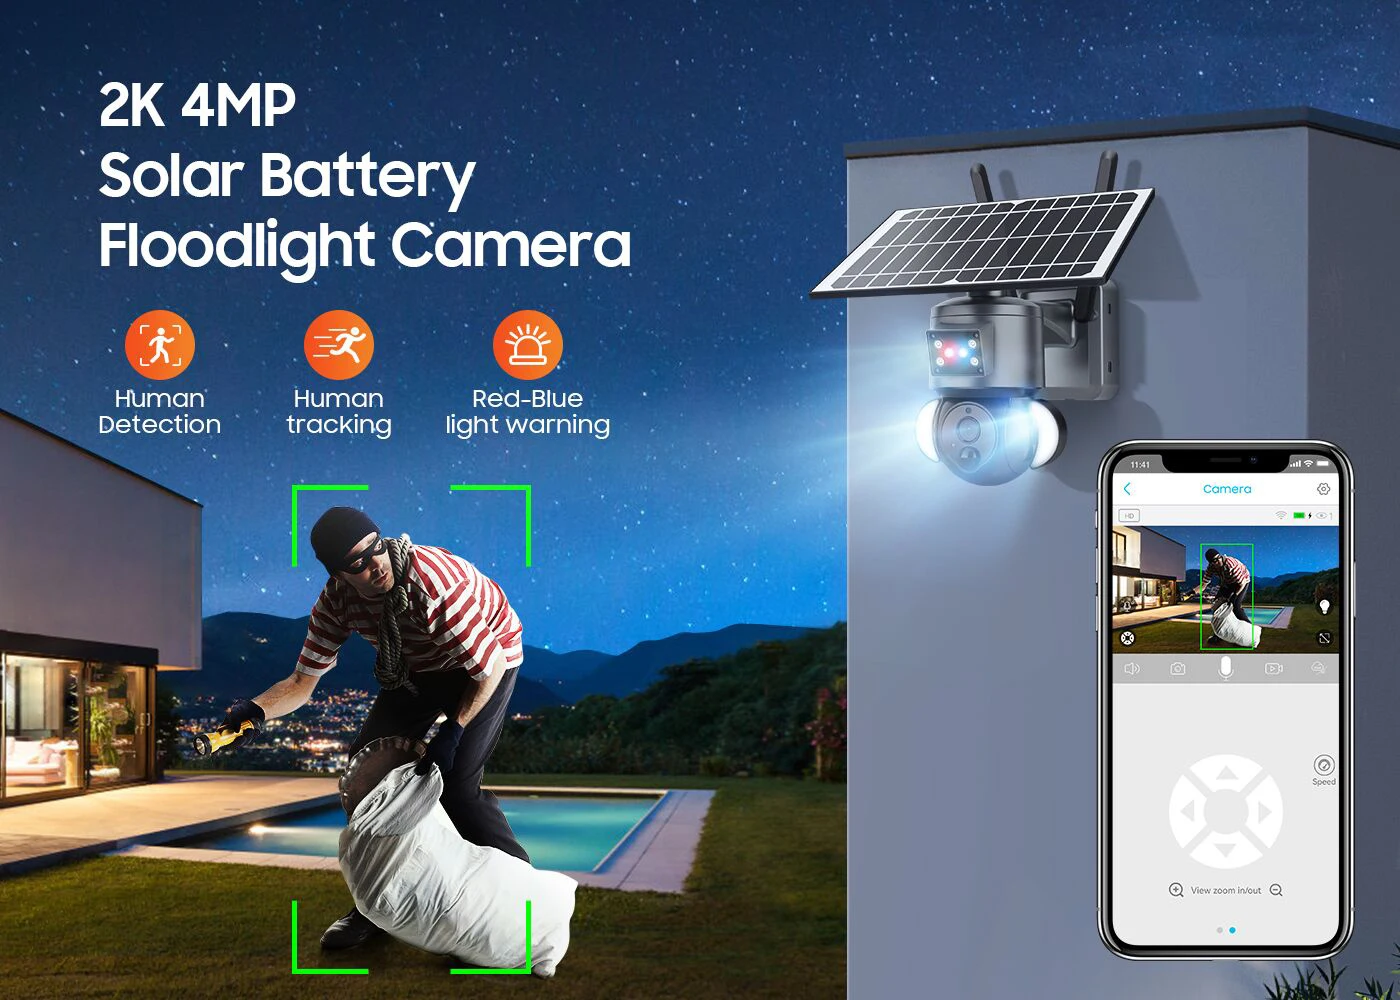 2K 4MP
Solar Battery
Floodlight Camera
Human
Detection
Human
tracking
Red-Blue
light warning
11:41
Camera
HD
1
Speed
View zoom in/out